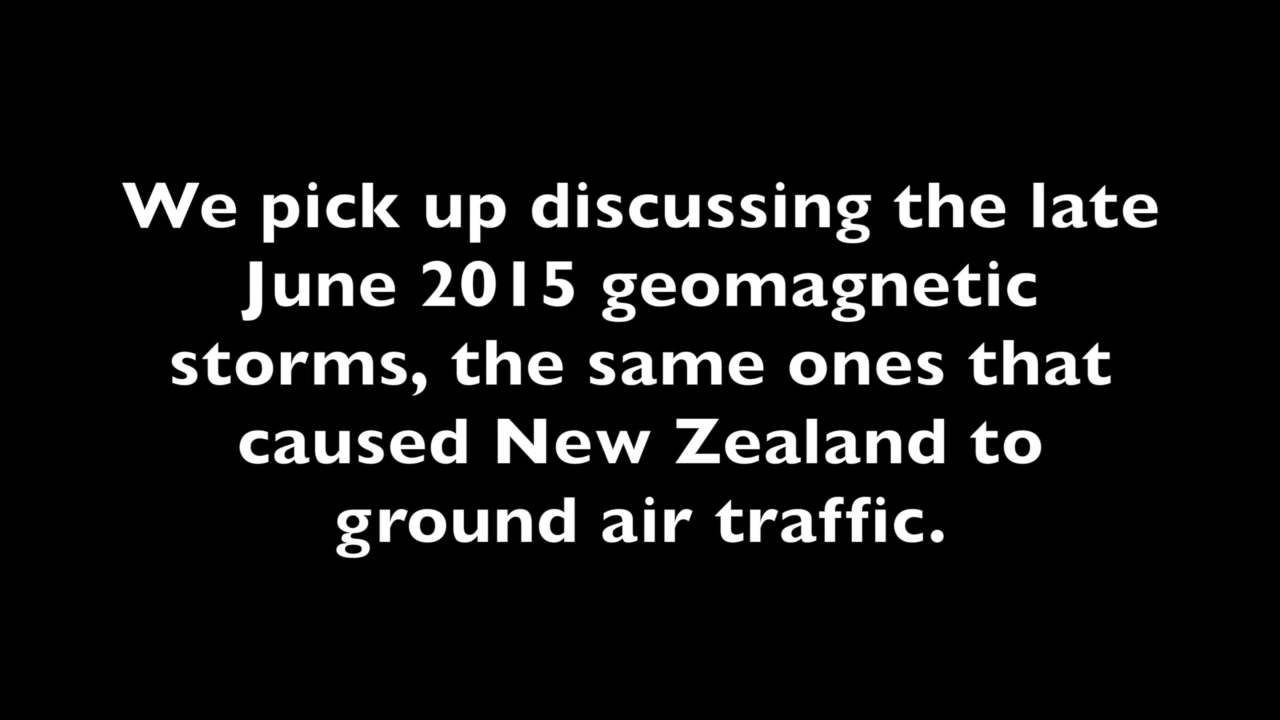 We pick up discussing the late
June 2015 geomagnetic
storms, the same ones that
caused New Zealand to
ground air traffic.